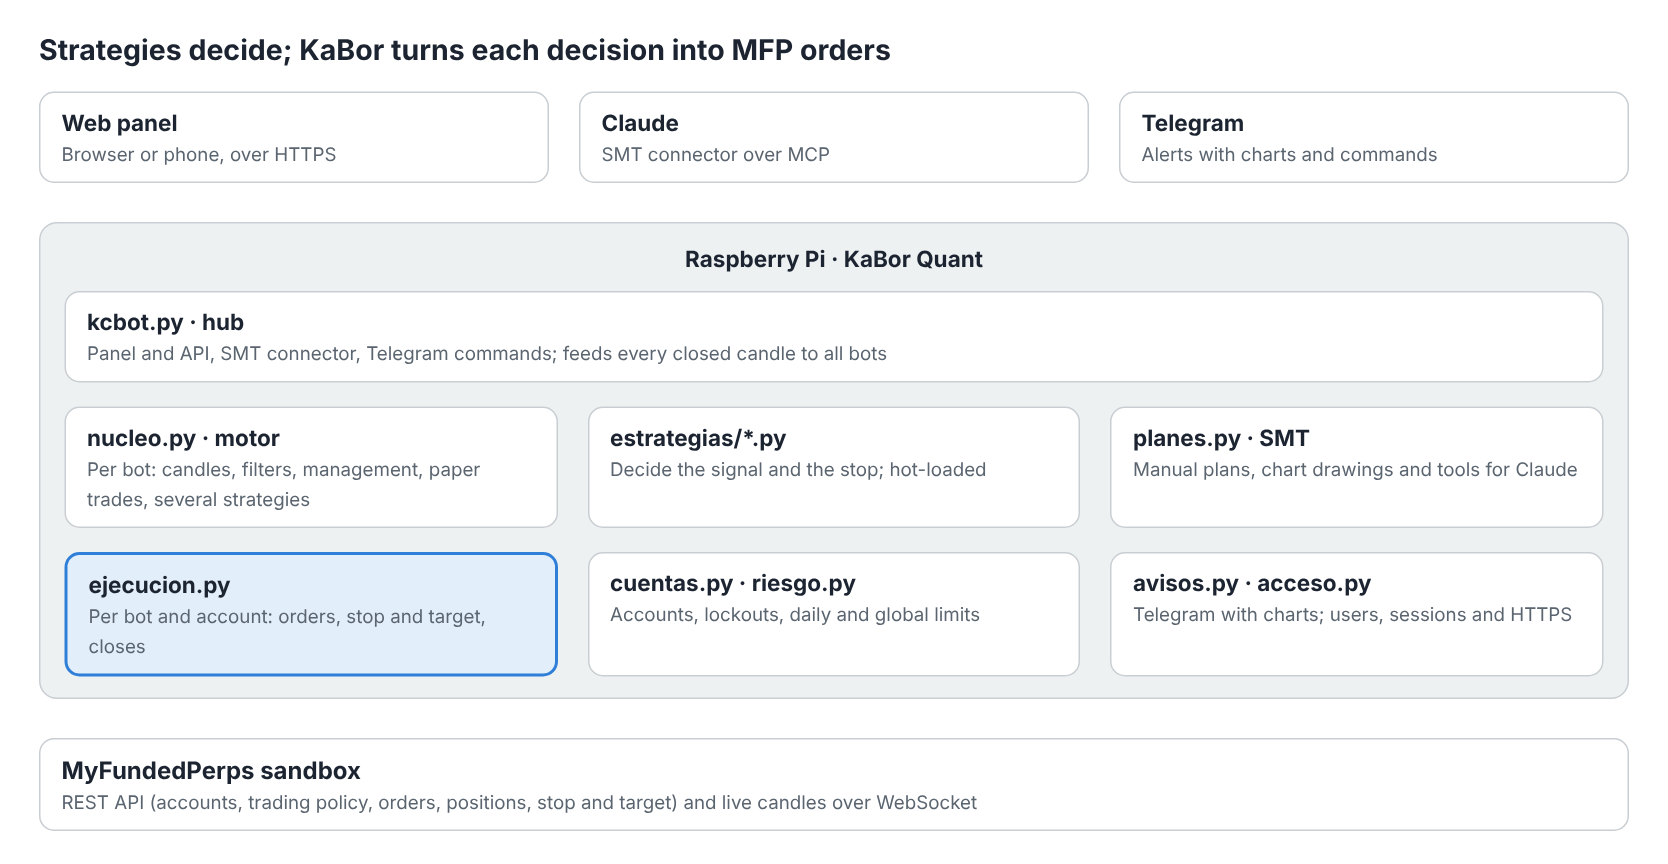 Strategies decide; KaBor turns each decision into MFP orders
Web panel
Browser or phone, over HTTPS
Claude
SMT connector over MCP
Telegram
Alerts with charts and commands
Raspberry Pi · KaBor Quant
kcbot.py · hub
Panel and API, SMT connector, Telegram commands; feeds every closed candle to all bots
nucleo.py · motor
Per bot: candles, filters, management, paper
trades, several strategies
estrategias/*.py
Decide the signal and the stop; hot-loaded
planes.py · SMT
Manual plans, chart drawings and tools for Claude
ejecucion.py
Per bot and account: orders, stop and target,
closes
cuentas.py · riesgo.py
Accounts, lockouts, daily and global limits
avisos.py · acceso.py
Telegram with charts; users, sessions and HTTPS
MyFundedPerps sandbox
REST API (accounts, trading policy, orders, positions, stop and target) and live candles over WebSocket